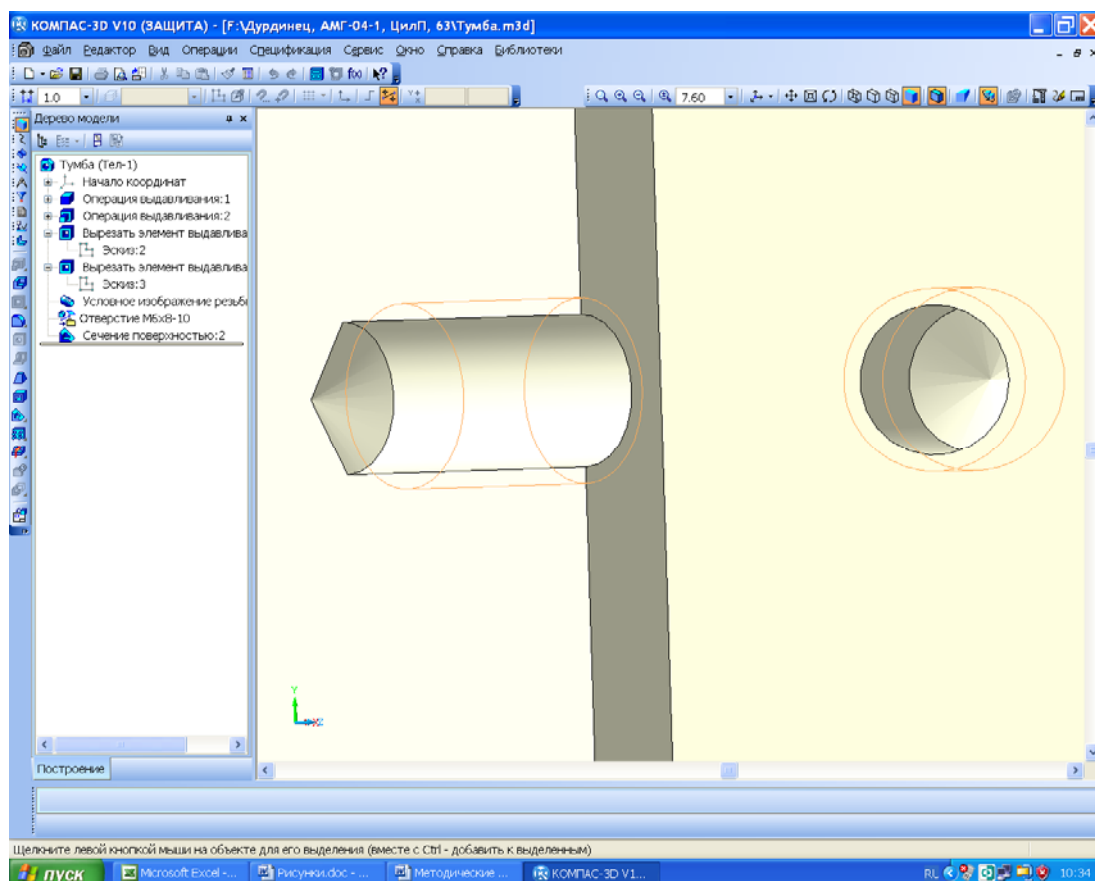 КОМПАС-3D V10 (ЗАЩИТА) - [F:\Дурдинец, АМГ-04-1, ЦилП, 63\Тумба.m3d]
Файл Редактор Вид Операции Спецификация Сервис Окно Справка Библиотеки
1.0 7.60
Дерево модели
Тумба (Тел-1)
Начало координат
Операция выдавливания:1
Операция выдавливания:2
Вырезать элемент выдавлива
Эскиз:2
Вырезать элемент выдавлива
Эскиз:3
Условное изображение резьб
Отверстие М6х8-10
Сечение поверхностью:2
Y
Построение
Щелкните левой кнопкой мыши на объекте для его выделения (вместе с Ctrl - добавить к выделенным)
пуск Microsoft Excel -... Рисунки.doc - ... Методические ... КОМПАС-3D V1... RL 10:34